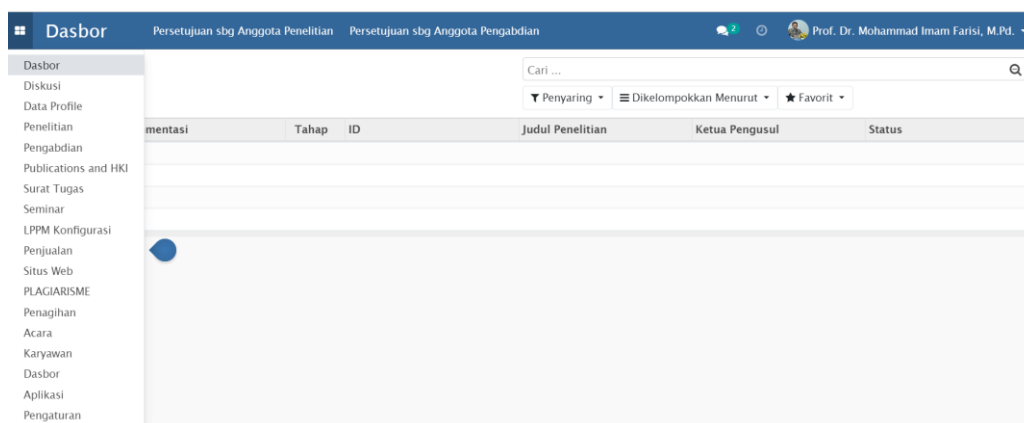 Dasbor Persetujuan sbg Anggota Penelitian Persetujuan sbg Anggota Pengabdian 2 Prof. Dr. Mohammad Imam Farisi, M.Pd.
Dasbor
Diskusi
Data Profile
Penelitian
Pengabdian
Publications and HKI
Surat Tugas
Seminar
LPPM Konfigurasi
Penjualan
Situs Web
PLAGIARISME
Penagihan
Acara
Karyawan
Dasbor
Aplikasi
Pengaturan
Cari ...
Penyaring Dikelompokkan Menurut Favorit
mentasi Tahap ID Judul Penelitian Ketua Pengusul Status